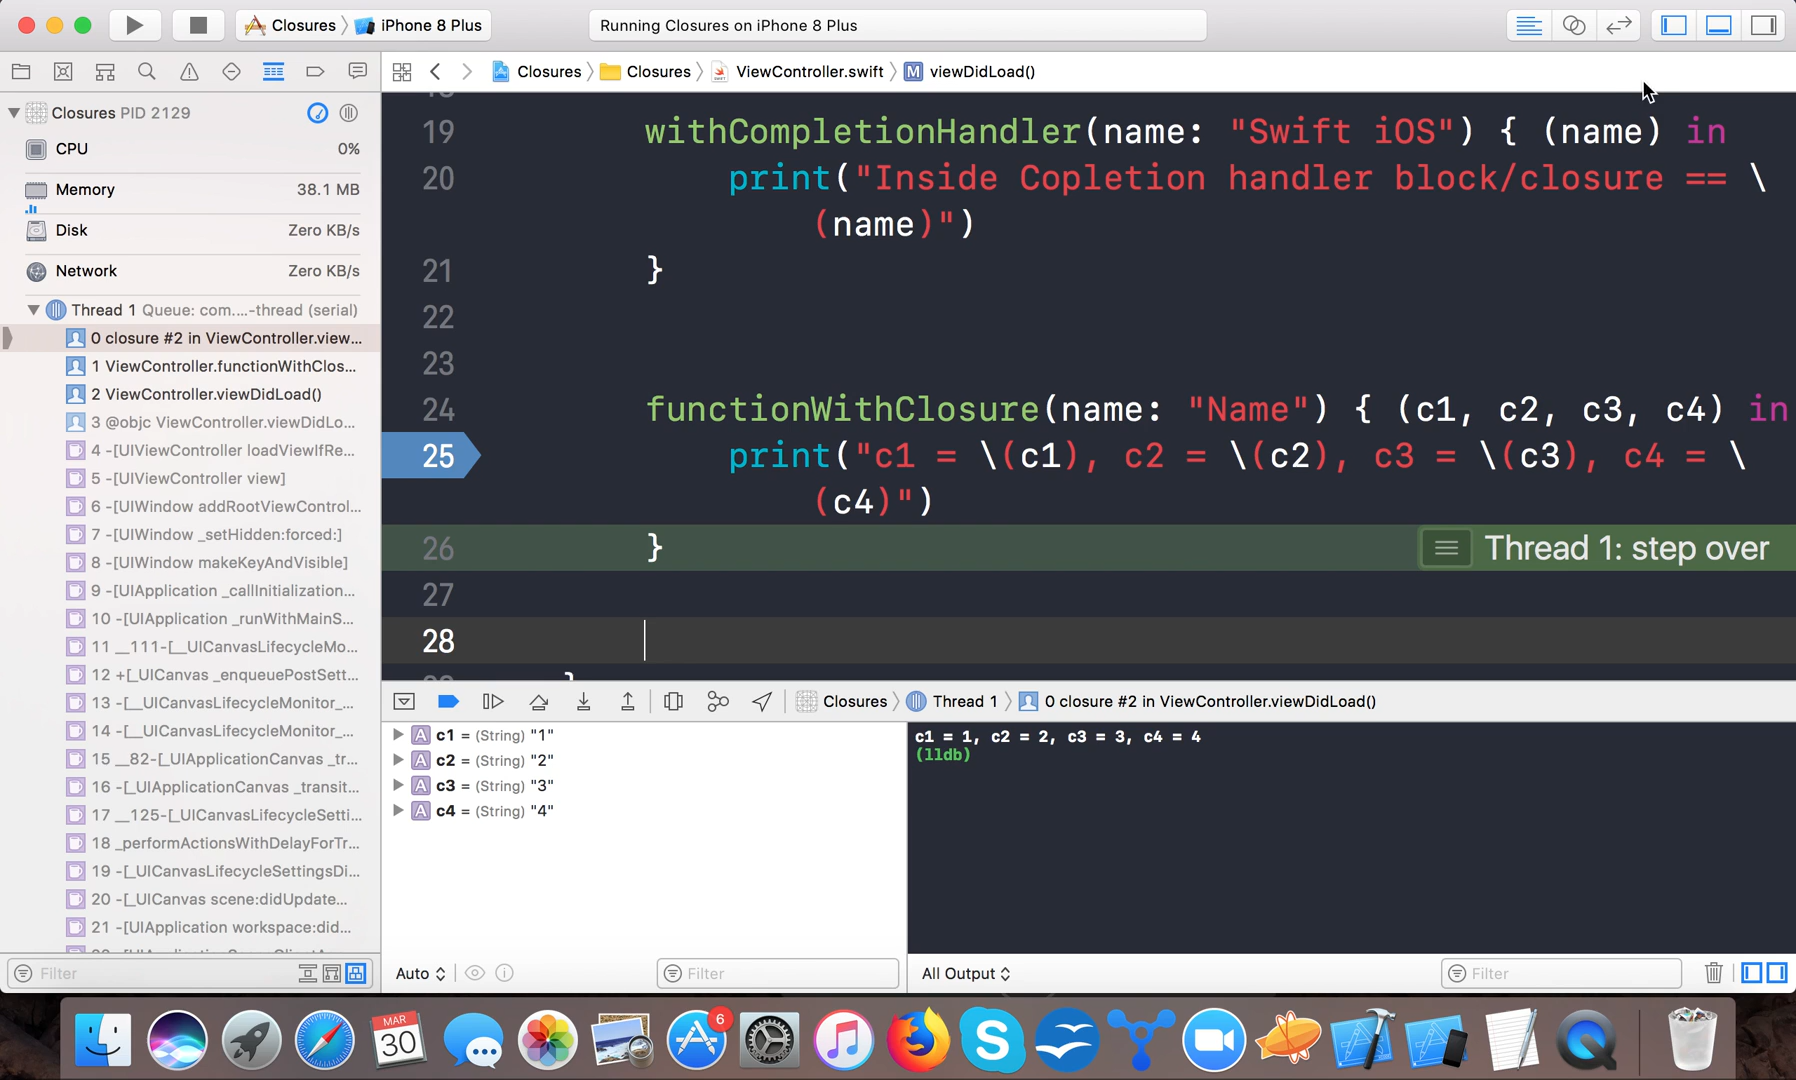 Closures 〉 iPhone 8 Plus
Running Closures on iPhone 8 Plus
Closures 〉 Closures 〉 ViewController.swift 〉 M viewDidLoad()
Closures PID 2129
CPU 0%
Memory 38.1 MB
Disk Zero KB/s
Network Zero KB/s
Thread 1 Queue: com....-thread (serial)
0 closure #2 in ViewController.view...
1 ViewController.functionWithClos...
2 ViewController.viewDidLoad()
3 @objc ViewController.viewDidLo...
4 -[UIViewController loadViewIfRe...
5 -[UIViewController view]
6 -[UIWindow addRootViewControl...
7 -[UIWindow _setHidden:forced:]
8 -[UIWindow makeKeyAndVisible]
9 -[UIApplication _callInitialization...
10 -[UIApplication _runWithMainS...
11 __111-[__UICanvasLifecycleMo...
12 +[_UICanvas _enqueuePostSett...
13 -[__UICanvasLifecycleMonitor_...
14 -[__UICanvasLifecycleMonitor_...
15 __82-[_UIApplicationCanvas _tr...
16 -[_UIApplicationCanvas _transit...
17 __125-[_UICanvasLifecycleSetti...
18 _performActionsWithDelayForTr...
19 -[_UICanvasLifecycleSettingsDi...
20 -[_UICanvas scene:didUpdate...
21 -[UIApplication workspace:did...
Filter
19 withCompletionHandler(name: "Swift iOS") { (name) in
20 print("Inside Copletion handler block/closure == \
(name)")
21 }
22
23
24 functionWithClosure(name: "Name") { (c1, c2, c3, c4) in
25 print("c1 = \(c1), c2 = \(c2), c3 = \(c3), c4 = \
(c4)")
26 } Thread 1: step over
27
28
}
Closures 〉 Thread 1 〉 0 closure #2 in ViewController.viewDidLoad()
A c1 = (String) "1"
A c2 = (String) "2"
A c3 = (String) "3"
A c4 = (String) "4"
Auto Filter
c1 = 1, c2 = 2, c3 = 3, c4 = 4
(lldb)
All Output Filter
MAR
30
6